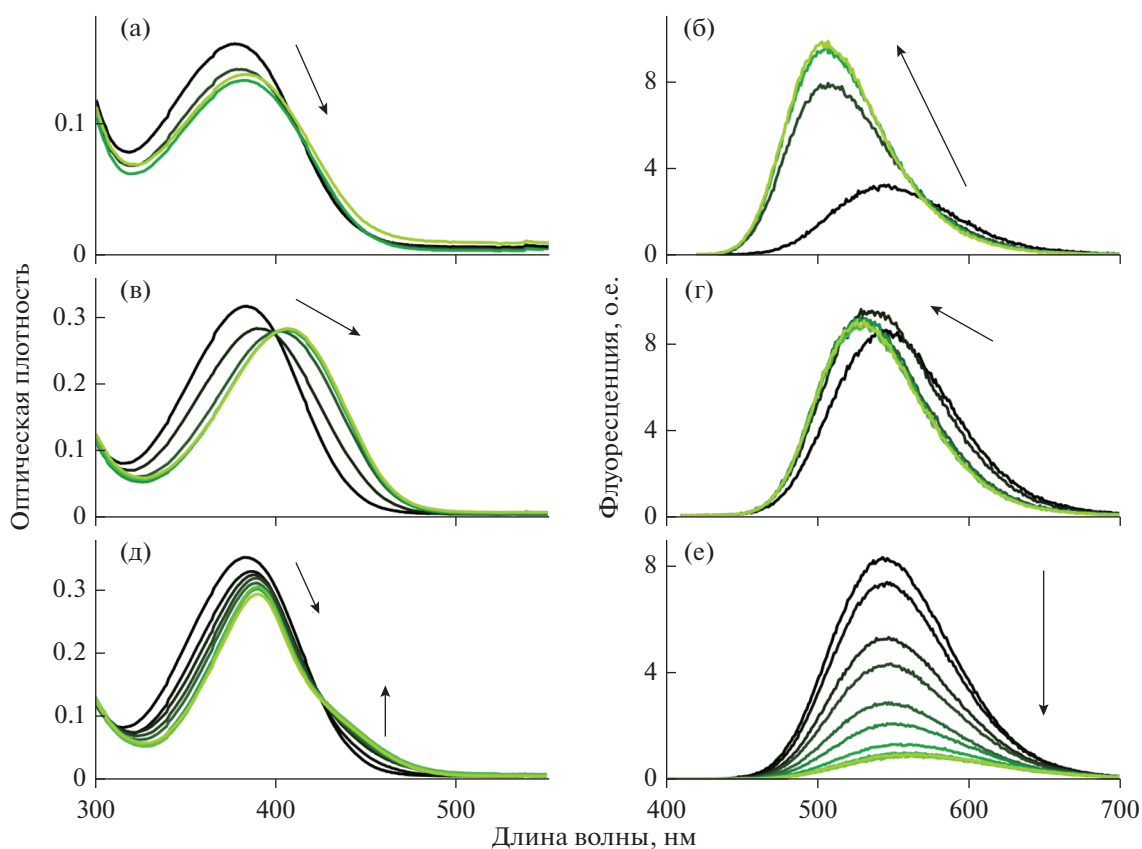 (а)
0.1
0
(б)
8
4
0
(в)
0.3
0.2
0.1
0
(г)
8
4
0
(д)
0.3
0.2
0.1
0
300
400
500
(е)
8
4
0
400
500
600
700
Оптическая плотность
Флуоресценция, о.е.
Длина волны, нм